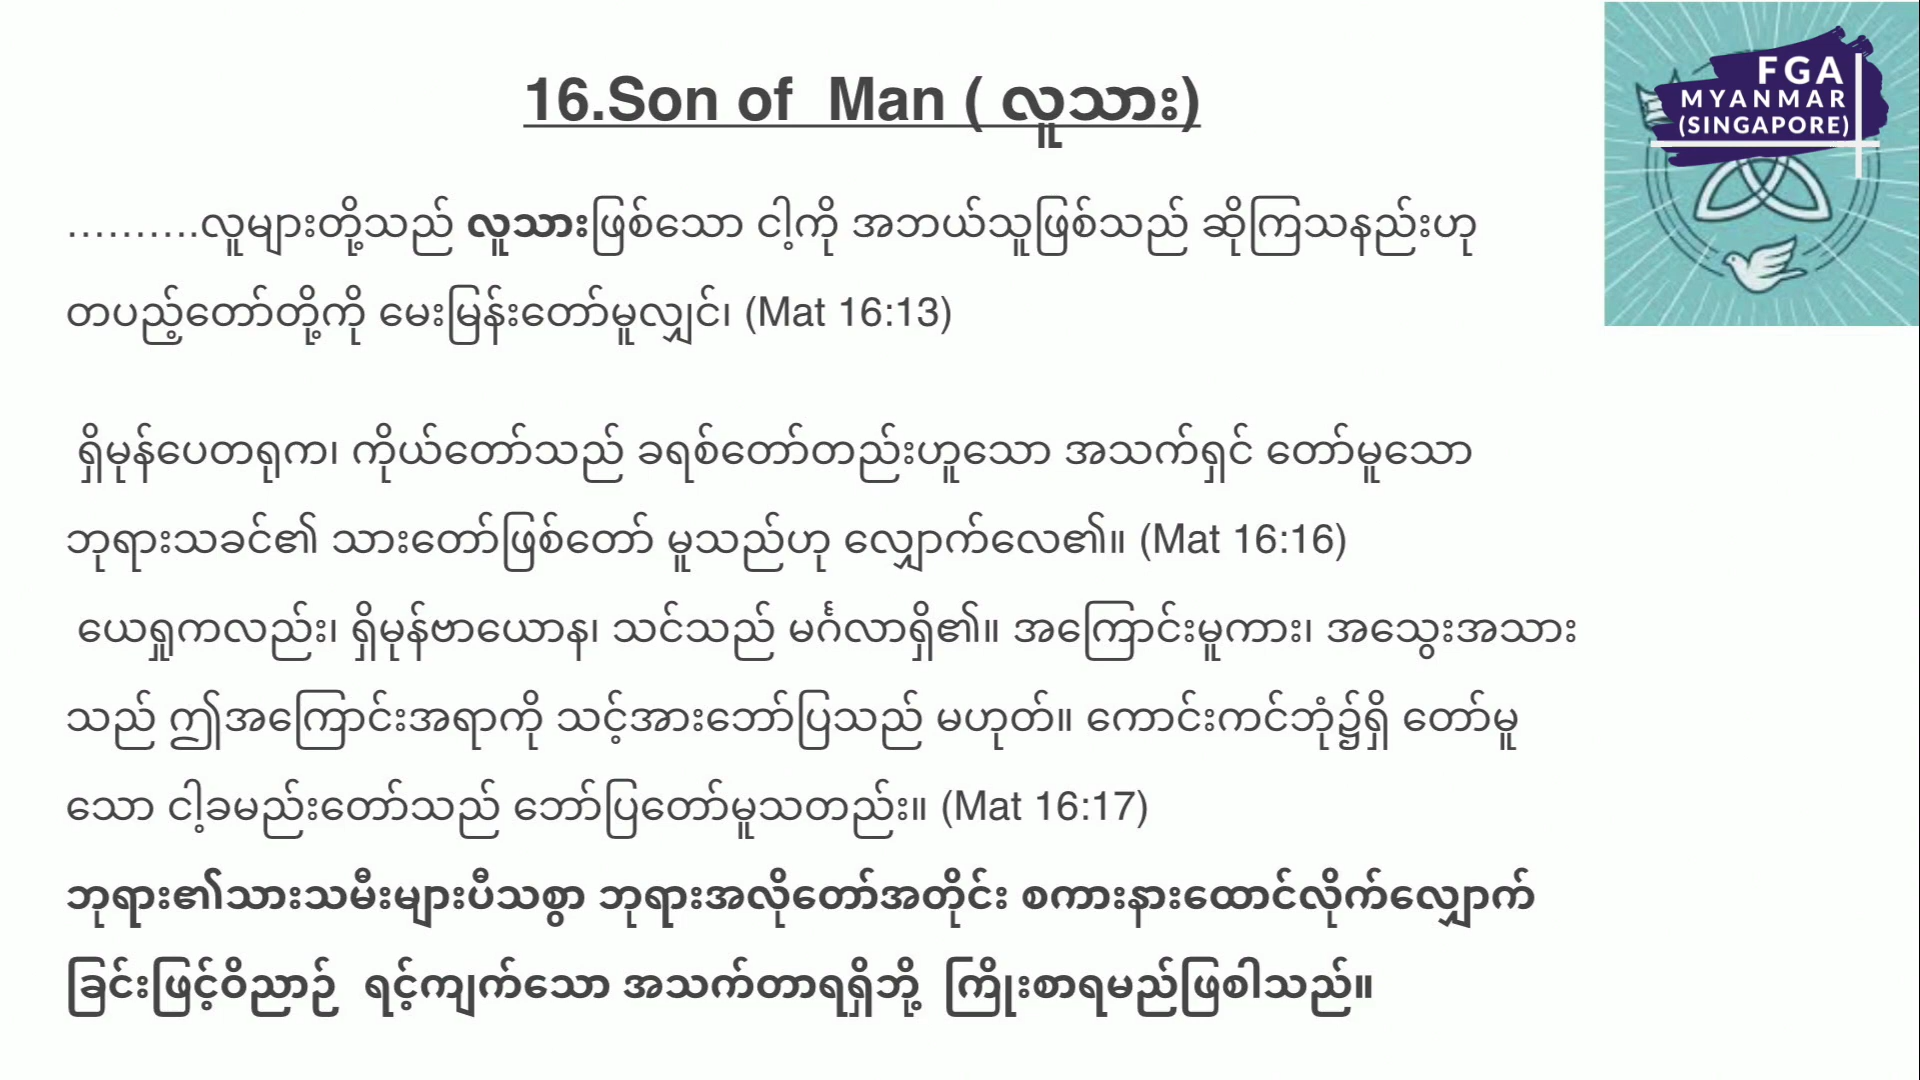 16.Son of  Man ( လူသား)
FGA
MYANMAR
(SINGAPORE)
..........လူများတို့သည် လူသားဖြစ်သော ငါ့ကို အဘယ်သူဖြစ်သည် ဆိုကြသနည်းဟု
တပည့်တော်တို့ကို မေးမြန်းတော်မူလျှင်၊ (Mat 16:13)
ရှိမုန်ပေတရုက၊ ကိုယ်တော်သည် ခရစ်တော်တည်းဟူသော အသက်ရှင် တော်မူသော
ဘုရားသခင်၏ သားတော်ဖြစ်တော် မူသည်ဟု လျှောက်လေ၏။ (Mat 16:16)
ယေရှုကလည်း၊ ရှိမုန်ဗာယောန၊ သင်သည် မင်္ဂလာရှိ၏။ အကြောင်းမူကား၊ အသွေးအသား
သည် ဤအကြောင်းအရာကို သင့်အားဘော်ပြသည် မဟုတ်။ ကောင်းကင်ဘုံ၌ရှိ တော်မူ
သော ငါ့ခမည်းတော်သည် ဘော်ပြတော်မူသတည်း။ (Mat 16:17)
ဘုရား၏သားသမီးများပီသစွာ ဘုရားအလိုတော်အတိုင်း စကားနားထောင်လိုက်လျှောက်
ခြင်းဖြင့်ဝိညာဉ်  ရင့်ကျက်သော အသက်တာရရှိဘို့  ကြိုးစာရမည်ဖြစါသည်။